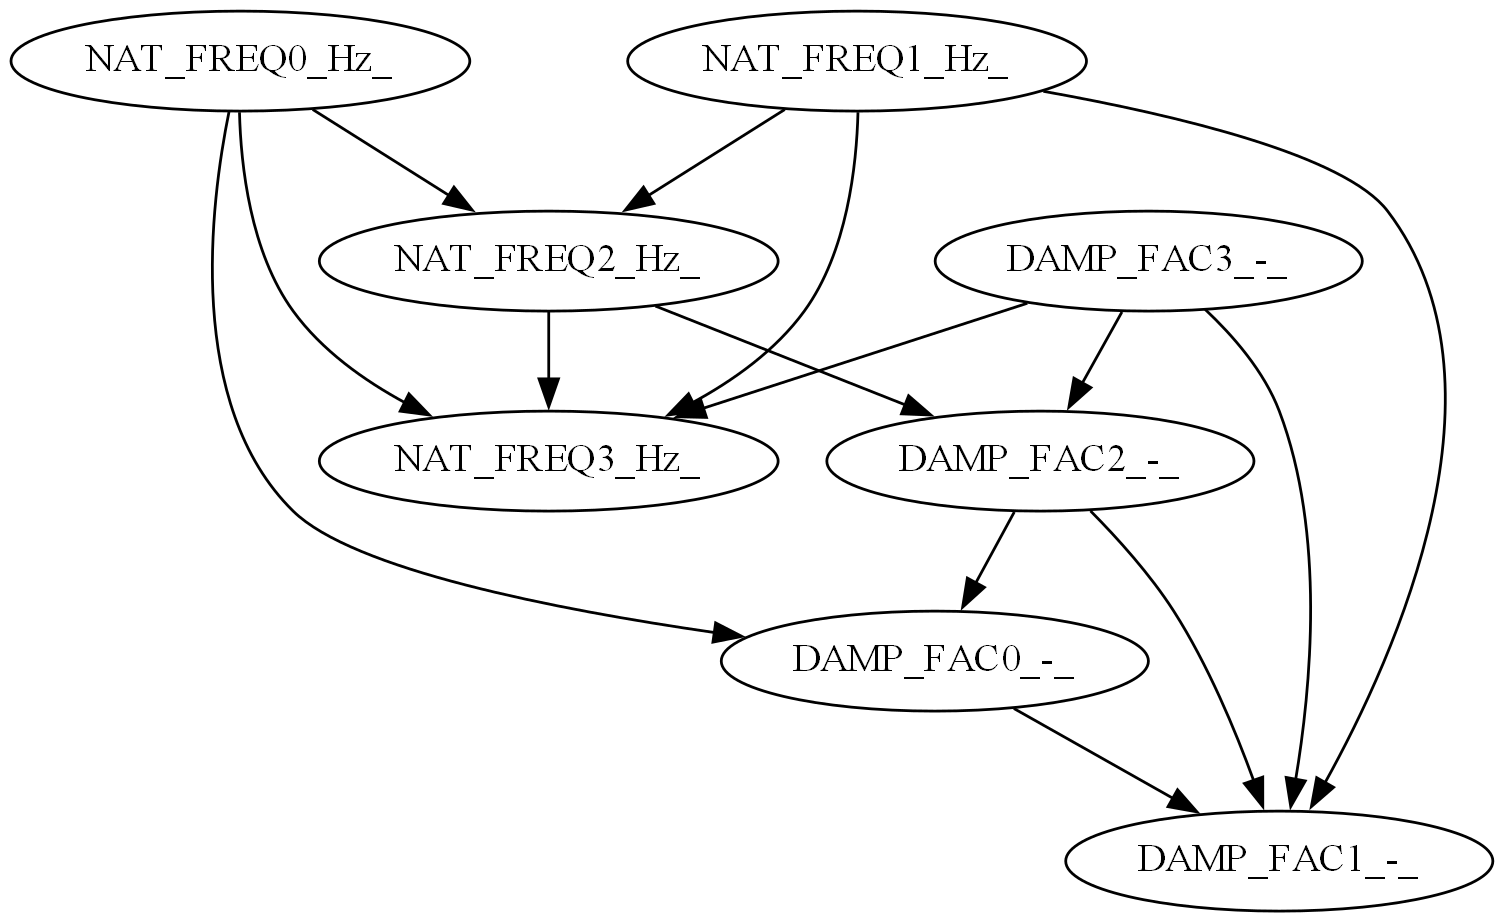 NAT_FREQ0_Hz_
NAT_FREQ1_Hz_
NAT_FREQ2_Hz_
DAMP_FAC3_-_
NAT_FREQ3_Hz_
DAMP_FAC2_-_
DAMP_FAC0_-_
DAMP_FAC1_-_